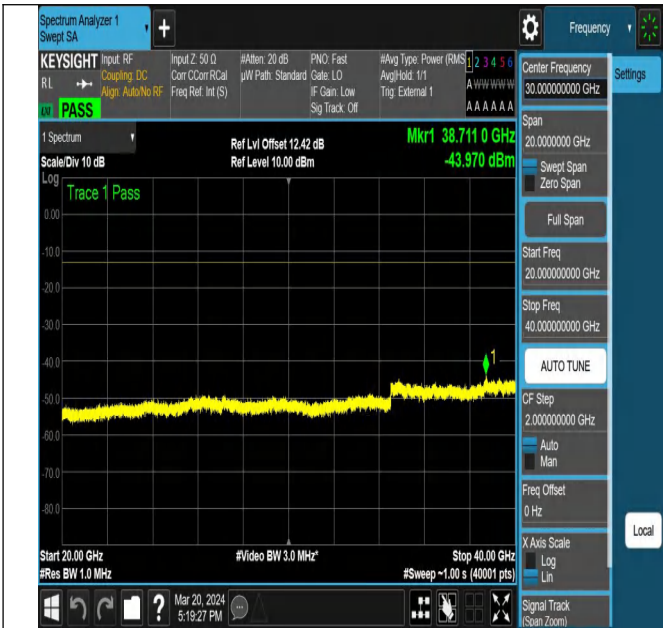 Spectrum Analyzer 1
Swept SA
+
Frequency
KEYSIGHT
RL
PASS
Input: RF
Coupling: DC
Align: Auto/No RF
Input Z: 50 Ω
Corr CCorr RCal
Freq Ref: Int (S)
#Atten: 20 dB
µW Path: Standard
PNO: Fast
Gate: LO
IF Gain: Low
Sig Track: Off
#Avg Type: Power (RMS
Avg|Hold: 1/1
Trig: External 1
1 2 3 4 5 6
A W W W W W
A A A A A A
1 Spectrum
Scale/Div 10 dB
Log
Ref Lvl Offset 12.42 dB
Ref Level 10.00 dBm
Mkr1 38.711 0 GHz
-43.970 dBm
Trace 1 Pass
0.00
-10.0
-20.0
-30.0
-40.0
-50.0
-60.0
-70.0
-80.0
1
Start 20.00 GHz
#Res BW 1.0 MHz
#Video BW 3.0 MHz*
Stop 40.00 GHz
#Sweep ~1.00 s (40001 pts)
Mar 20, 2024
5:19:27 PM
Center Frequency
30.000000000 GHz
Settings
Span
20.0000000 GHz
Swept Span
Zero Span
Full Span
Start Freq
20.000000000 GHz
Stop Freq
40.000000000 GHz
AUTO TUNE
CF Step
2.000000000 GHz
Auto
Man
Freq Offset
0 Hz
X Axis Scale
Log
Lin
Local
Signal Track
(Span Zoom)